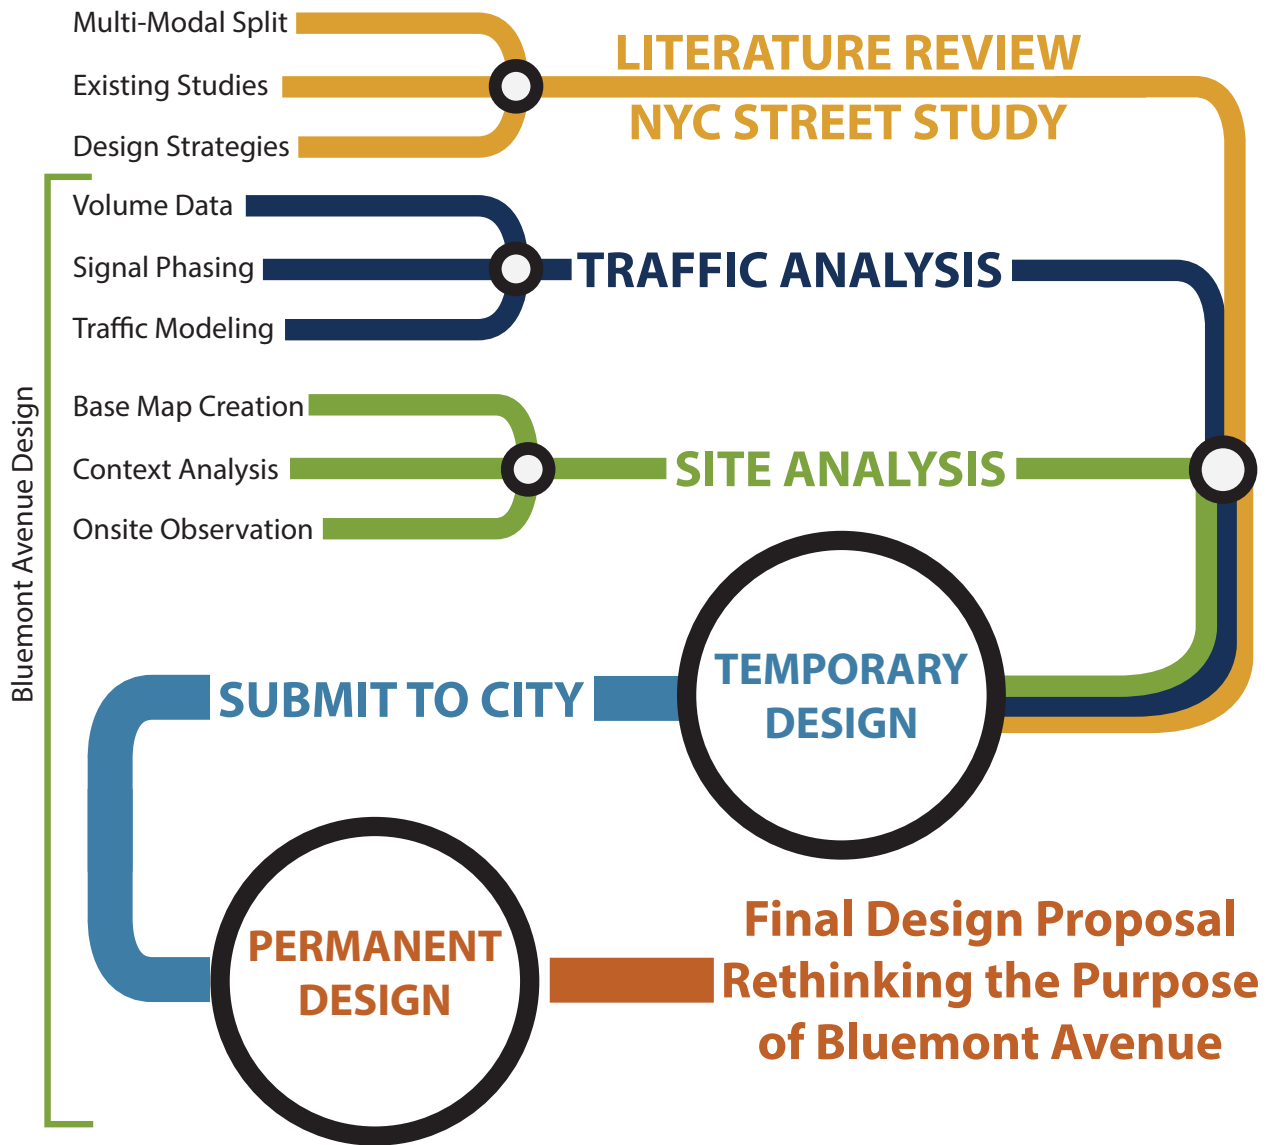 Multi-Modal Split
Existing Studies
Design Strategies
LITERATURE REVIEW
NYC STREET STUDY
Volume Data
Signal Phasing
Traffic Modeling
TRAFFIC ANALYSIS
Base Map Creation
Context Analysis
Onsite Observation
SITE ANALYSIS
Bluemont Avenue Design
TEMPORARY
DESIGN
SUBMIT TO CITY
PERMANENT
DESIGN
Final Design Proposal
Rethinking the Purpose
of Bluemont Avenue